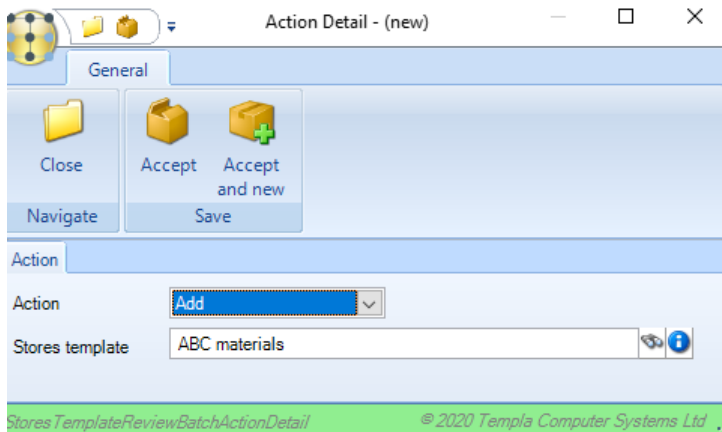 Action Detail - (new)
General
Close
Accept
Accept and new
Navigate
Save
Action
Action
Add
Stores template
ABC materials
StoresTemplateReviewBatchActionDetail
© 2020 Templa Computer Systems Ltd